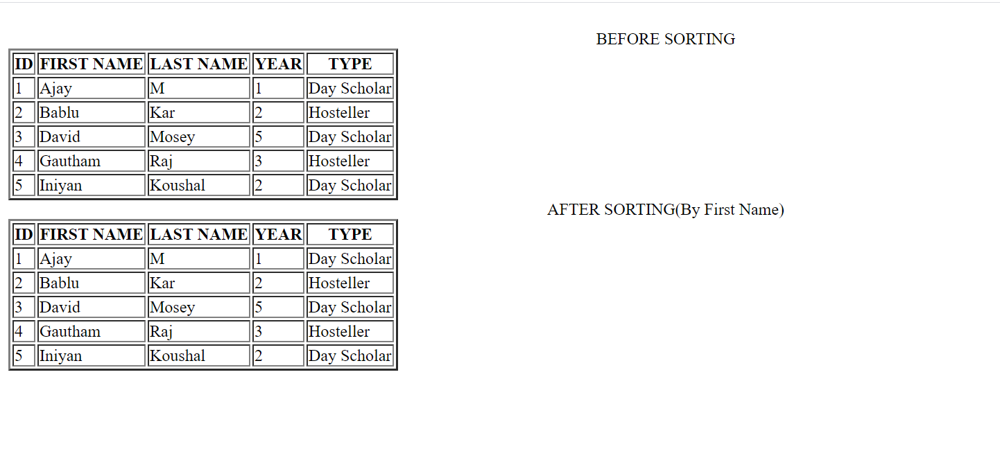 BEFORE SORTING
ID FIRST NAME LAST NAME YEAR TYPE
1 Ajay M 1 Day Scholar
2 Bablu Kar 2 Hosteller
3 David Mosey 5 Day Scholar
4 Gautham Raj 3 Hosteller
5 Iniyan Koushal 2 Day Scholar
AFTER SORTING(By First Name)
ID FIRST NAME LAST NAME YEAR TYPE
1 Ajay M 1 Day Scholar
2 Bablu Kar 2 Hosteller
3 David Mosey 5 Day Scholar
4 Gautham Raj 3 Hosteller
5 Iniyan Koushal 2 Day Scholar